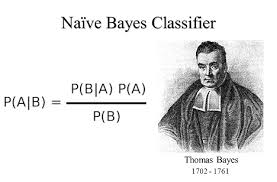 Naïve Bayes Classifier
P(A|B) = P(B|A) P(A)
P(B)
Thomas Bayes
1702 - 1761